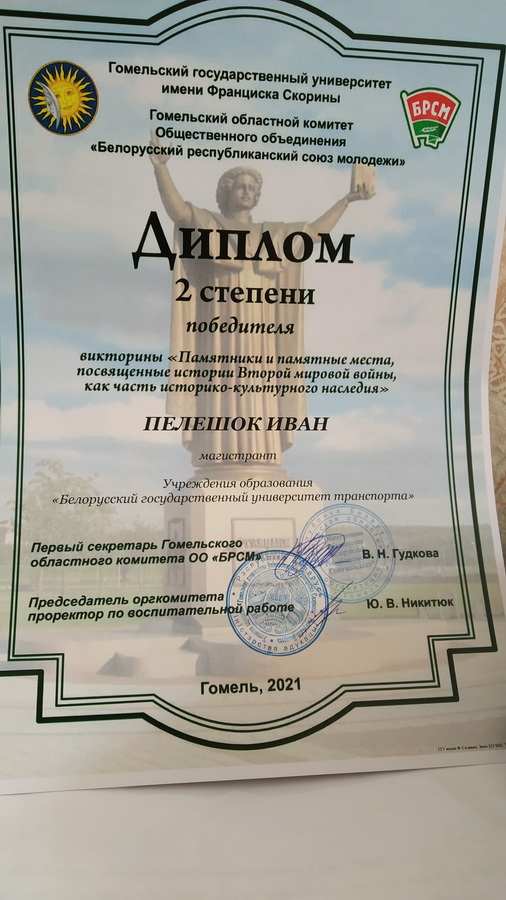 Гомельский государственный университет
имени Франциска Скорины
Гомельский областной комитет
Общественного объединения
«Белорусский республиканский союз молодежи»
БРСМ
Диплом
2 степени
победителя
викторины «Памятники и памятные места,
посвященные истории Второй мировой войны,
как часть историко-культурного наследия»
ПЕЛЕШОК ИВАН
магистрант
Учреждения образования
«Белорусский государственный университет транспорта»
Первый секретарь Гомельского
областного комитета ОО «БРСМ»
В. Н. Гудкова
Председатель оргкомитета
проректор по воспитательной работе
Ю. В. Никитюк
Гомель, 2021